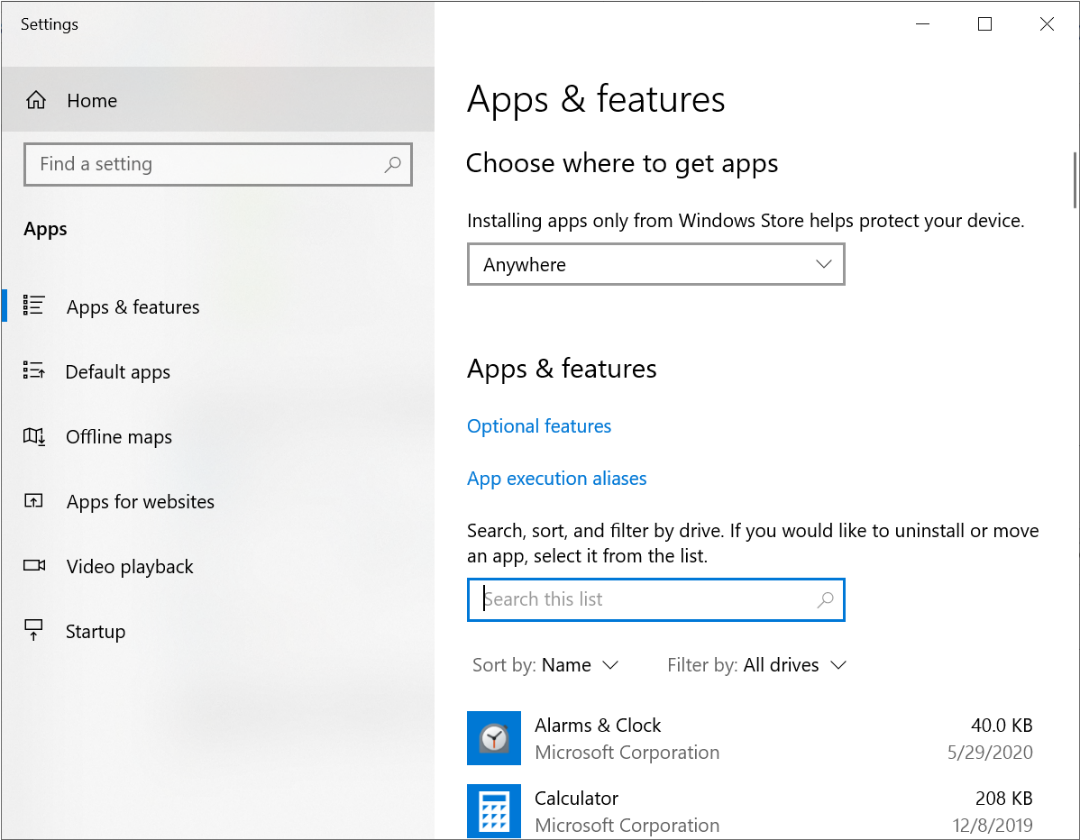 Settings
Home
Find a setting
Apps
Apps & features
Default apps
Offline maps
Apps for websites
Video playback
Startup
Apps & features
Choose where to get apps
Installing apps only from Windows Store helps protect your device.
Anywhere
Apps & features
Optional features
App execution aliases
Search, sort, and filter by drive. If you would like to uninstall or move
an app, select it from the list.
Search this list
Sort by: Name Filter by: All drives
Alarms & Clock 40.0 KB
Microsoft Corporation 5/29/2020
Calculator 208 KB
Microsoft Corporation 12/8/2019